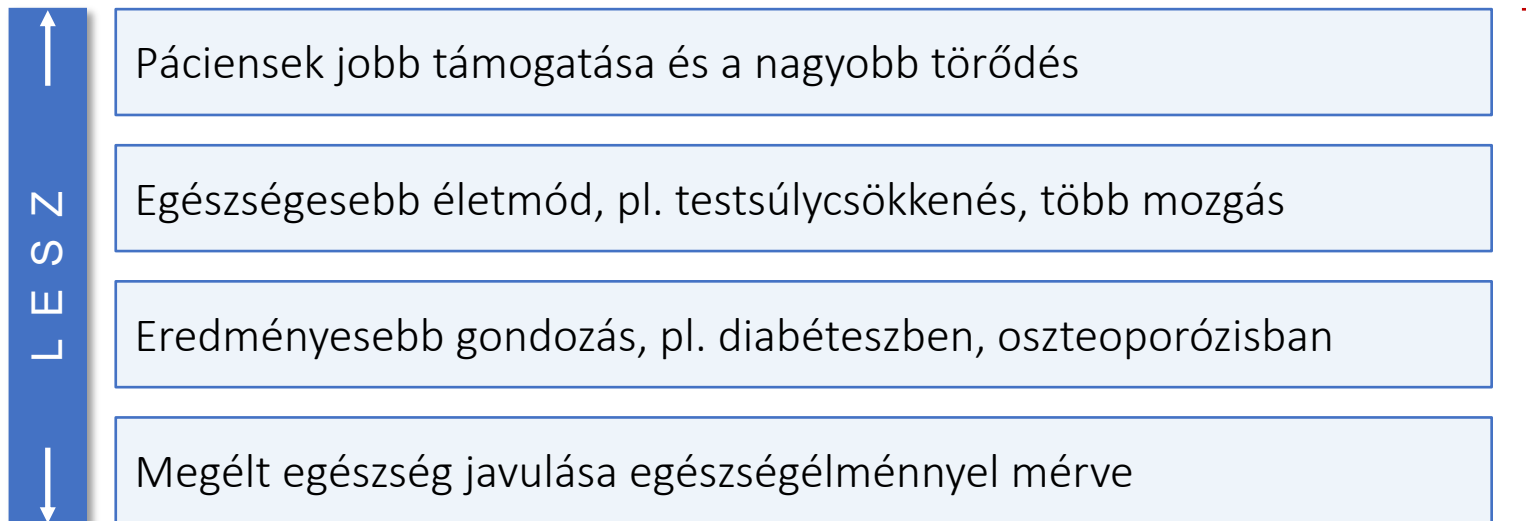 LESZ
Páciensek jobb támogatása és a nagyobb törődés
Egészségesebb életmód, pl. testsúlycsökkenés, több mozgás
Eredményesebb gondozás, pl. diabéteszben, oszteoporózisban
Megélt egészség javulása egészségélménnyel mérve